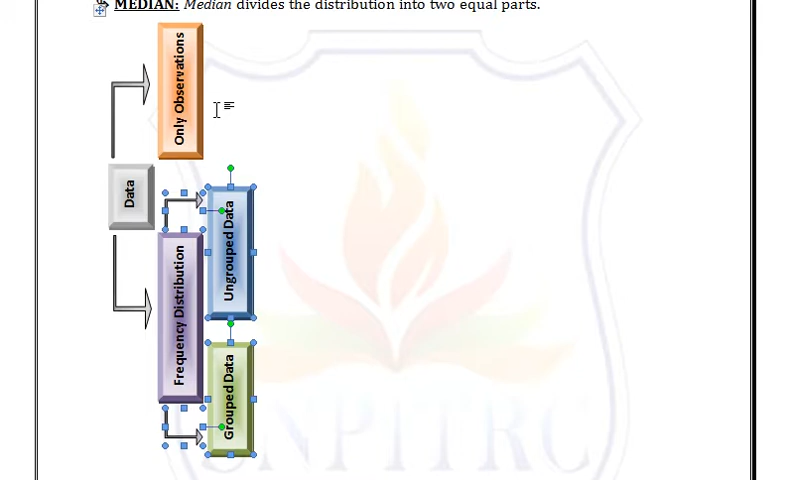 MEDIAN: Median divides the distribution into two equal parts.
Only Observations
Data
Ungrouped Data
Frequency Distribution
Grouped Data